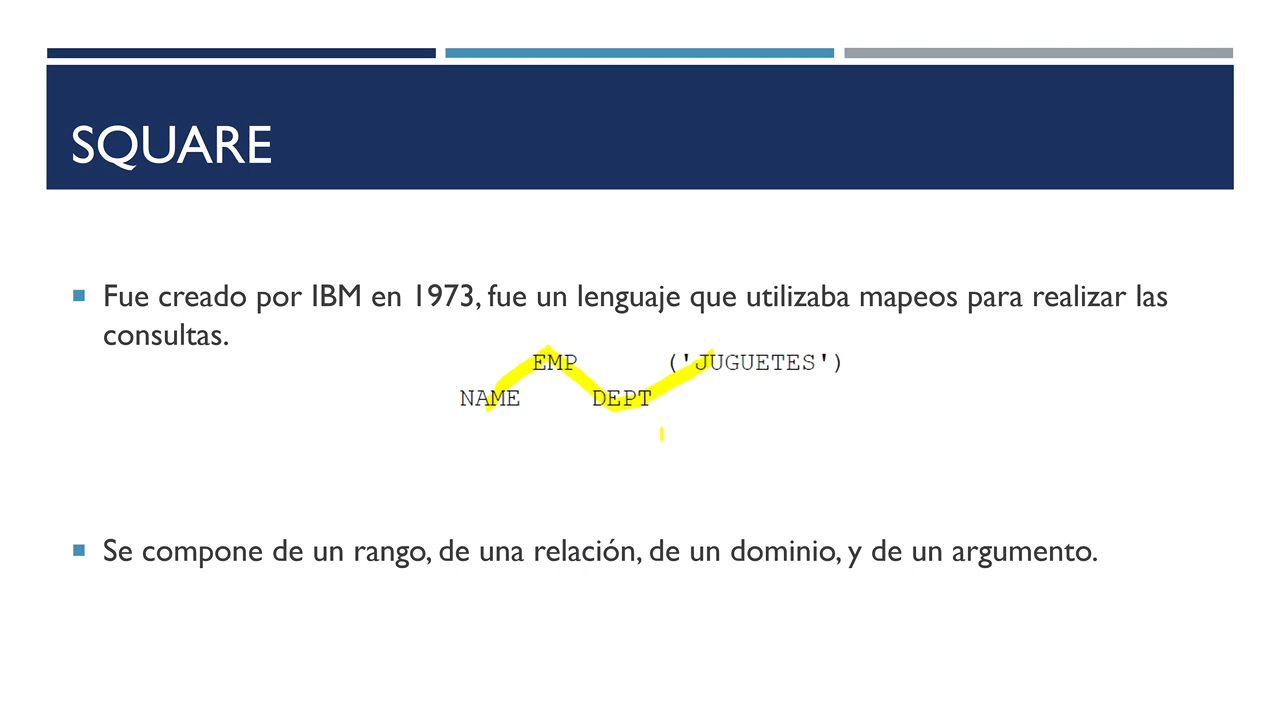 SQUARE
Fue creado por IBM en 1973, fue un lenguaje que utilizaba mapeos para realizar las
consultas.
EMP ('JUGUETES')
NAME DEPT
Se compone de un rango, de una relación, de un dominio, y de un argumento.